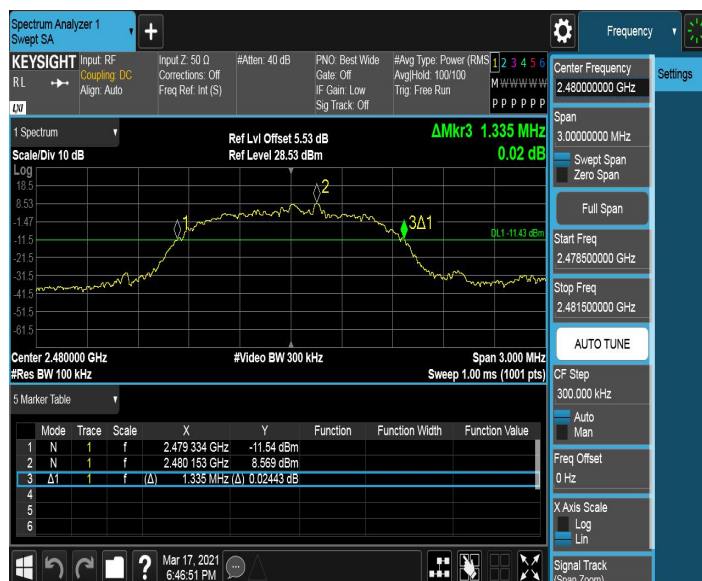 Spectrum Analyzer 1
Swept SA
+
Frequency
KEYSIGHT
RL
LXI
Input: RF
Coupling: DC
Align: Auto
Input Z: 50 Ω
Corrections: Off
Freq Ref: Int (S)
#Atten: 40 dB
PNO: Best Wide
Gate: Off
IF Gain: Low
Sig Track: Off
#Avg Type: Power (RMS
Avg|Hold: 100/100
Trig: Free Run
1 2 3 4 5 6
M W W W W W
P P P P P P
1 Spectrum
Scale/Div 10 dB
Log
Ref Lvl Offset 5.53 dB
Ref Level 28.53 dBm
ΔMkr3 1.335 MHz
0.02 dB
18.5
8.53
-1.47
-11.5
-21.5
-31.5
-41.5
-51.5
-61.5
1
2
3Δ1
DL1 -11.43 dBm
Center 2.480000 GHz
#Res BW 100 kHz
#Video BW 300 kHz
Span 3.000 MHz
Sweep 1.00 ms (1001 pts)
5 Marker Table
Mode Trace Scale X Y Function Function Width Function Value
1 N 1 f 2.479 334 GHz -11.54 dBm
2 N 1 f 2.480 153 GHz 8.569 dBm
3 Δ1 1 f (Δ) 1.335 MHz (Δ) 0.02443 dB
4
5
6
Mar 17, 2021
6:46:51 PM
?
Center Frequency
2.480000000 GHz
Settings
Span
3.00000000 MHz
Swept Span
Zero Span
Full Span
Start Freq
2.478500000 GHz
Stop Freq
2.481500000 GHz
AUTO TUNE
CF Step
300.000 kHz
Auto
Man
Freq Offset
0 Hz
X Axis Scale
Log
Lin
Signal Track
(Span Zoom)